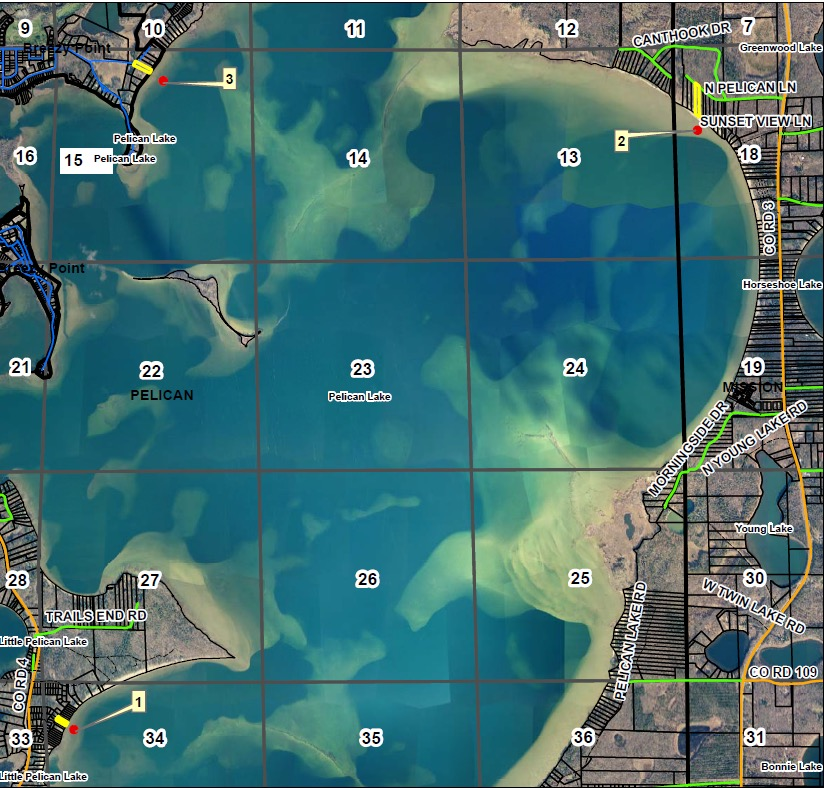 9
10
11
12
7
CANTHOOK DR
Greenwood Lake
Breezy Point
3
N PELICAN LN
SUNSET VIEW LN
Pelican Lake
2
16
15
Pelican Lake
14
13
18
CO RD 3
Breezy Point
Horseshoe Lake
21
22
23
24
19
PELICAN
Pelican Lake
MISSION
MORNINGSIDE DR
N YOUNG LAKE RD
Young Lake
28
27
26
25
30
TRAILS END RD
W TWIN LAKE RD
Little Pelican Lake
PELICAN LAKE RD
CO RD 4
CO RD 109
1
33
34
35
36
31
Little Pelican Lake
Bonnie Lake